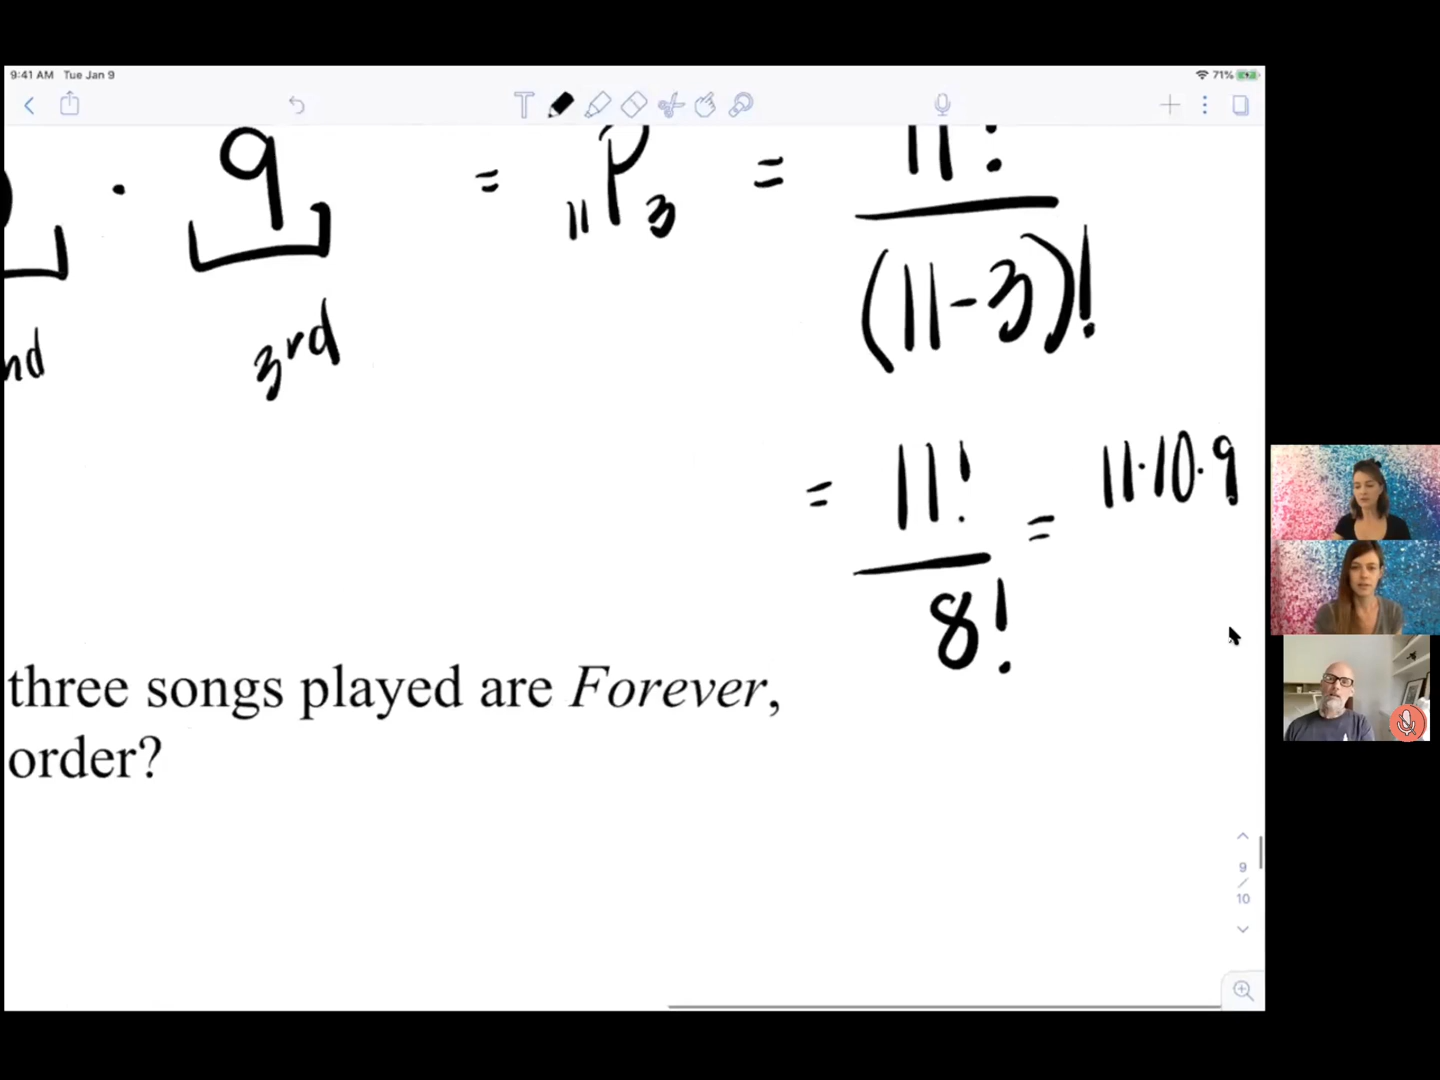 9:41 AM Tue Jan 9
71%
· 9 = 11P3 = 11!
(11-3)!
nd 3rd
= 11! = 11·10·9
8!
three songs played are Forever,
order?
9
/
10